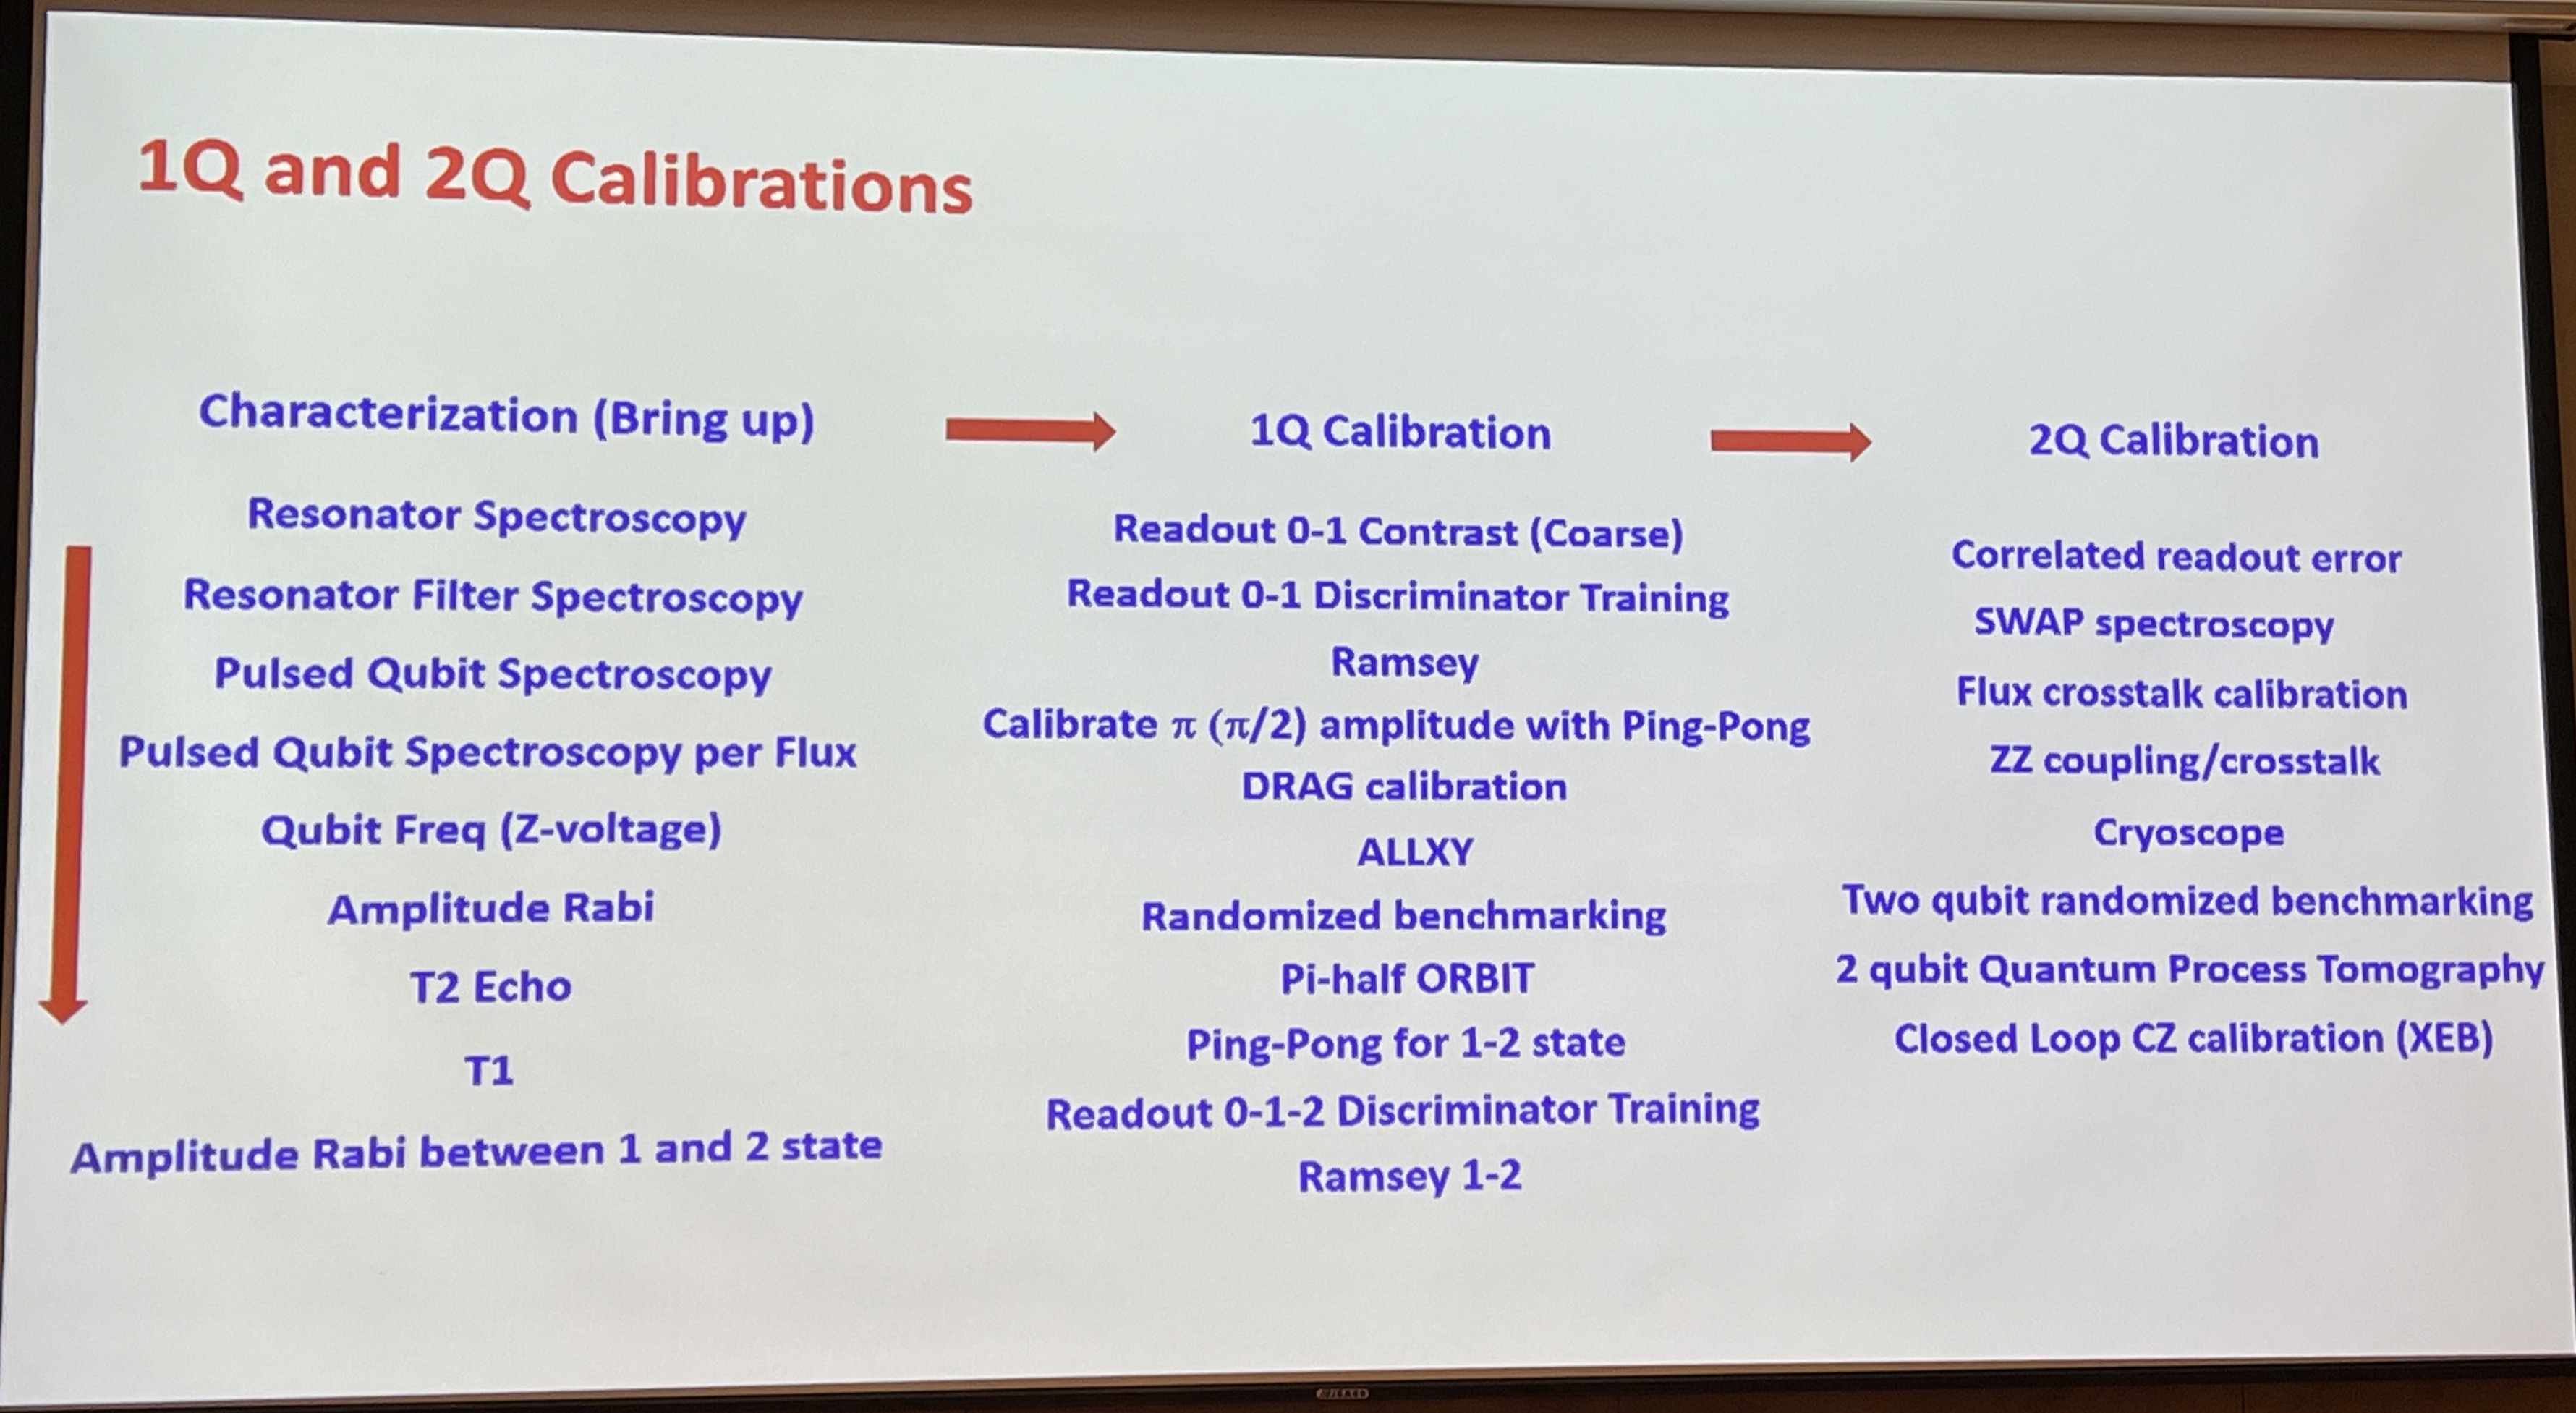 1Q and 2Q Calibrations
Characterization (Bring up)
Resonator Spectroscopy
Resonator Filter Spectroscopy
Pulsed Qubit Spectroscopy
Pulsed Qubit Spectroscopy per Flux
Qubit Freq (Z-voltage)
Amplitude Rabi
T2 Echo
T1
Amplitude Rabi between 1 and 2 state
1Q Calibration
Readout 0-1 Contrast (Coarse)
Readout 0-1 Discriminator Training
Ramsey
Calibrate π (π/2) amplitude with Ping-Pong
DRAG calibration
ALLXY
Randomized benchmarking
Pi-half ORBIT
Ping-Pong for 1-2 state
Readout 0-1-2 Discriminator Training
Ramsey 1-2
2Q Calibration
Correlated readout error
SWAP spectroscopy
Flux crosstalk calibration
ZZ coupling/crosstalk
Cryoscope
Two qubit randomized benchmarking
2 qubit Quantum Process Tomography
Closed Loop CZ calibration (XEB)